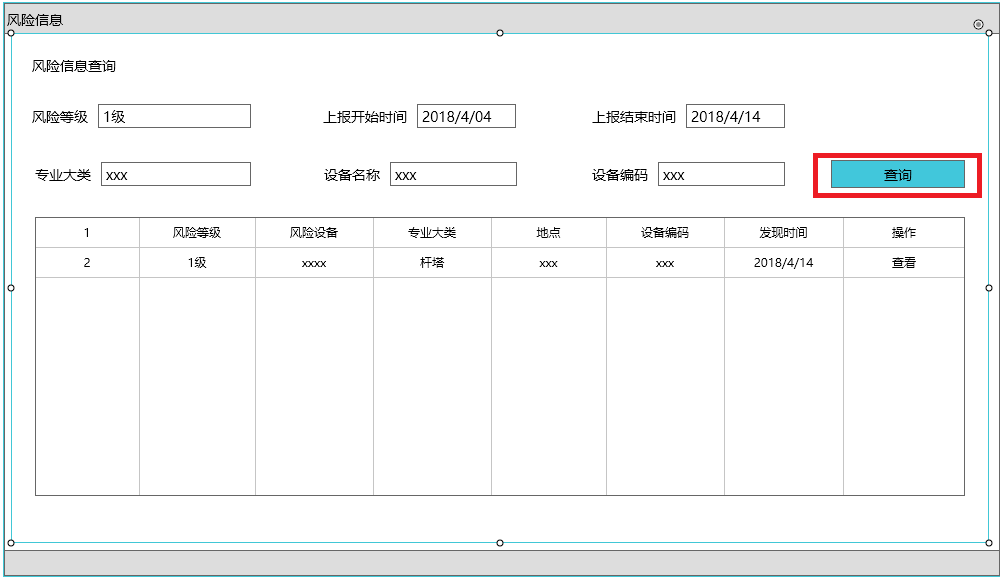 风险信息
风险信息查询
风险等级 1级 上报开始时间 2018/4/04 上报结束时间 2018/4/14
专业大类 xxx 设备名称 xxx 设备编码 xxx 查询
1 风险等级 风险设备 专业大类 地点 设备编码 发现时间 操作
2 1级 xxxx 杆塔 xxx xxx 2018/4/14 查看